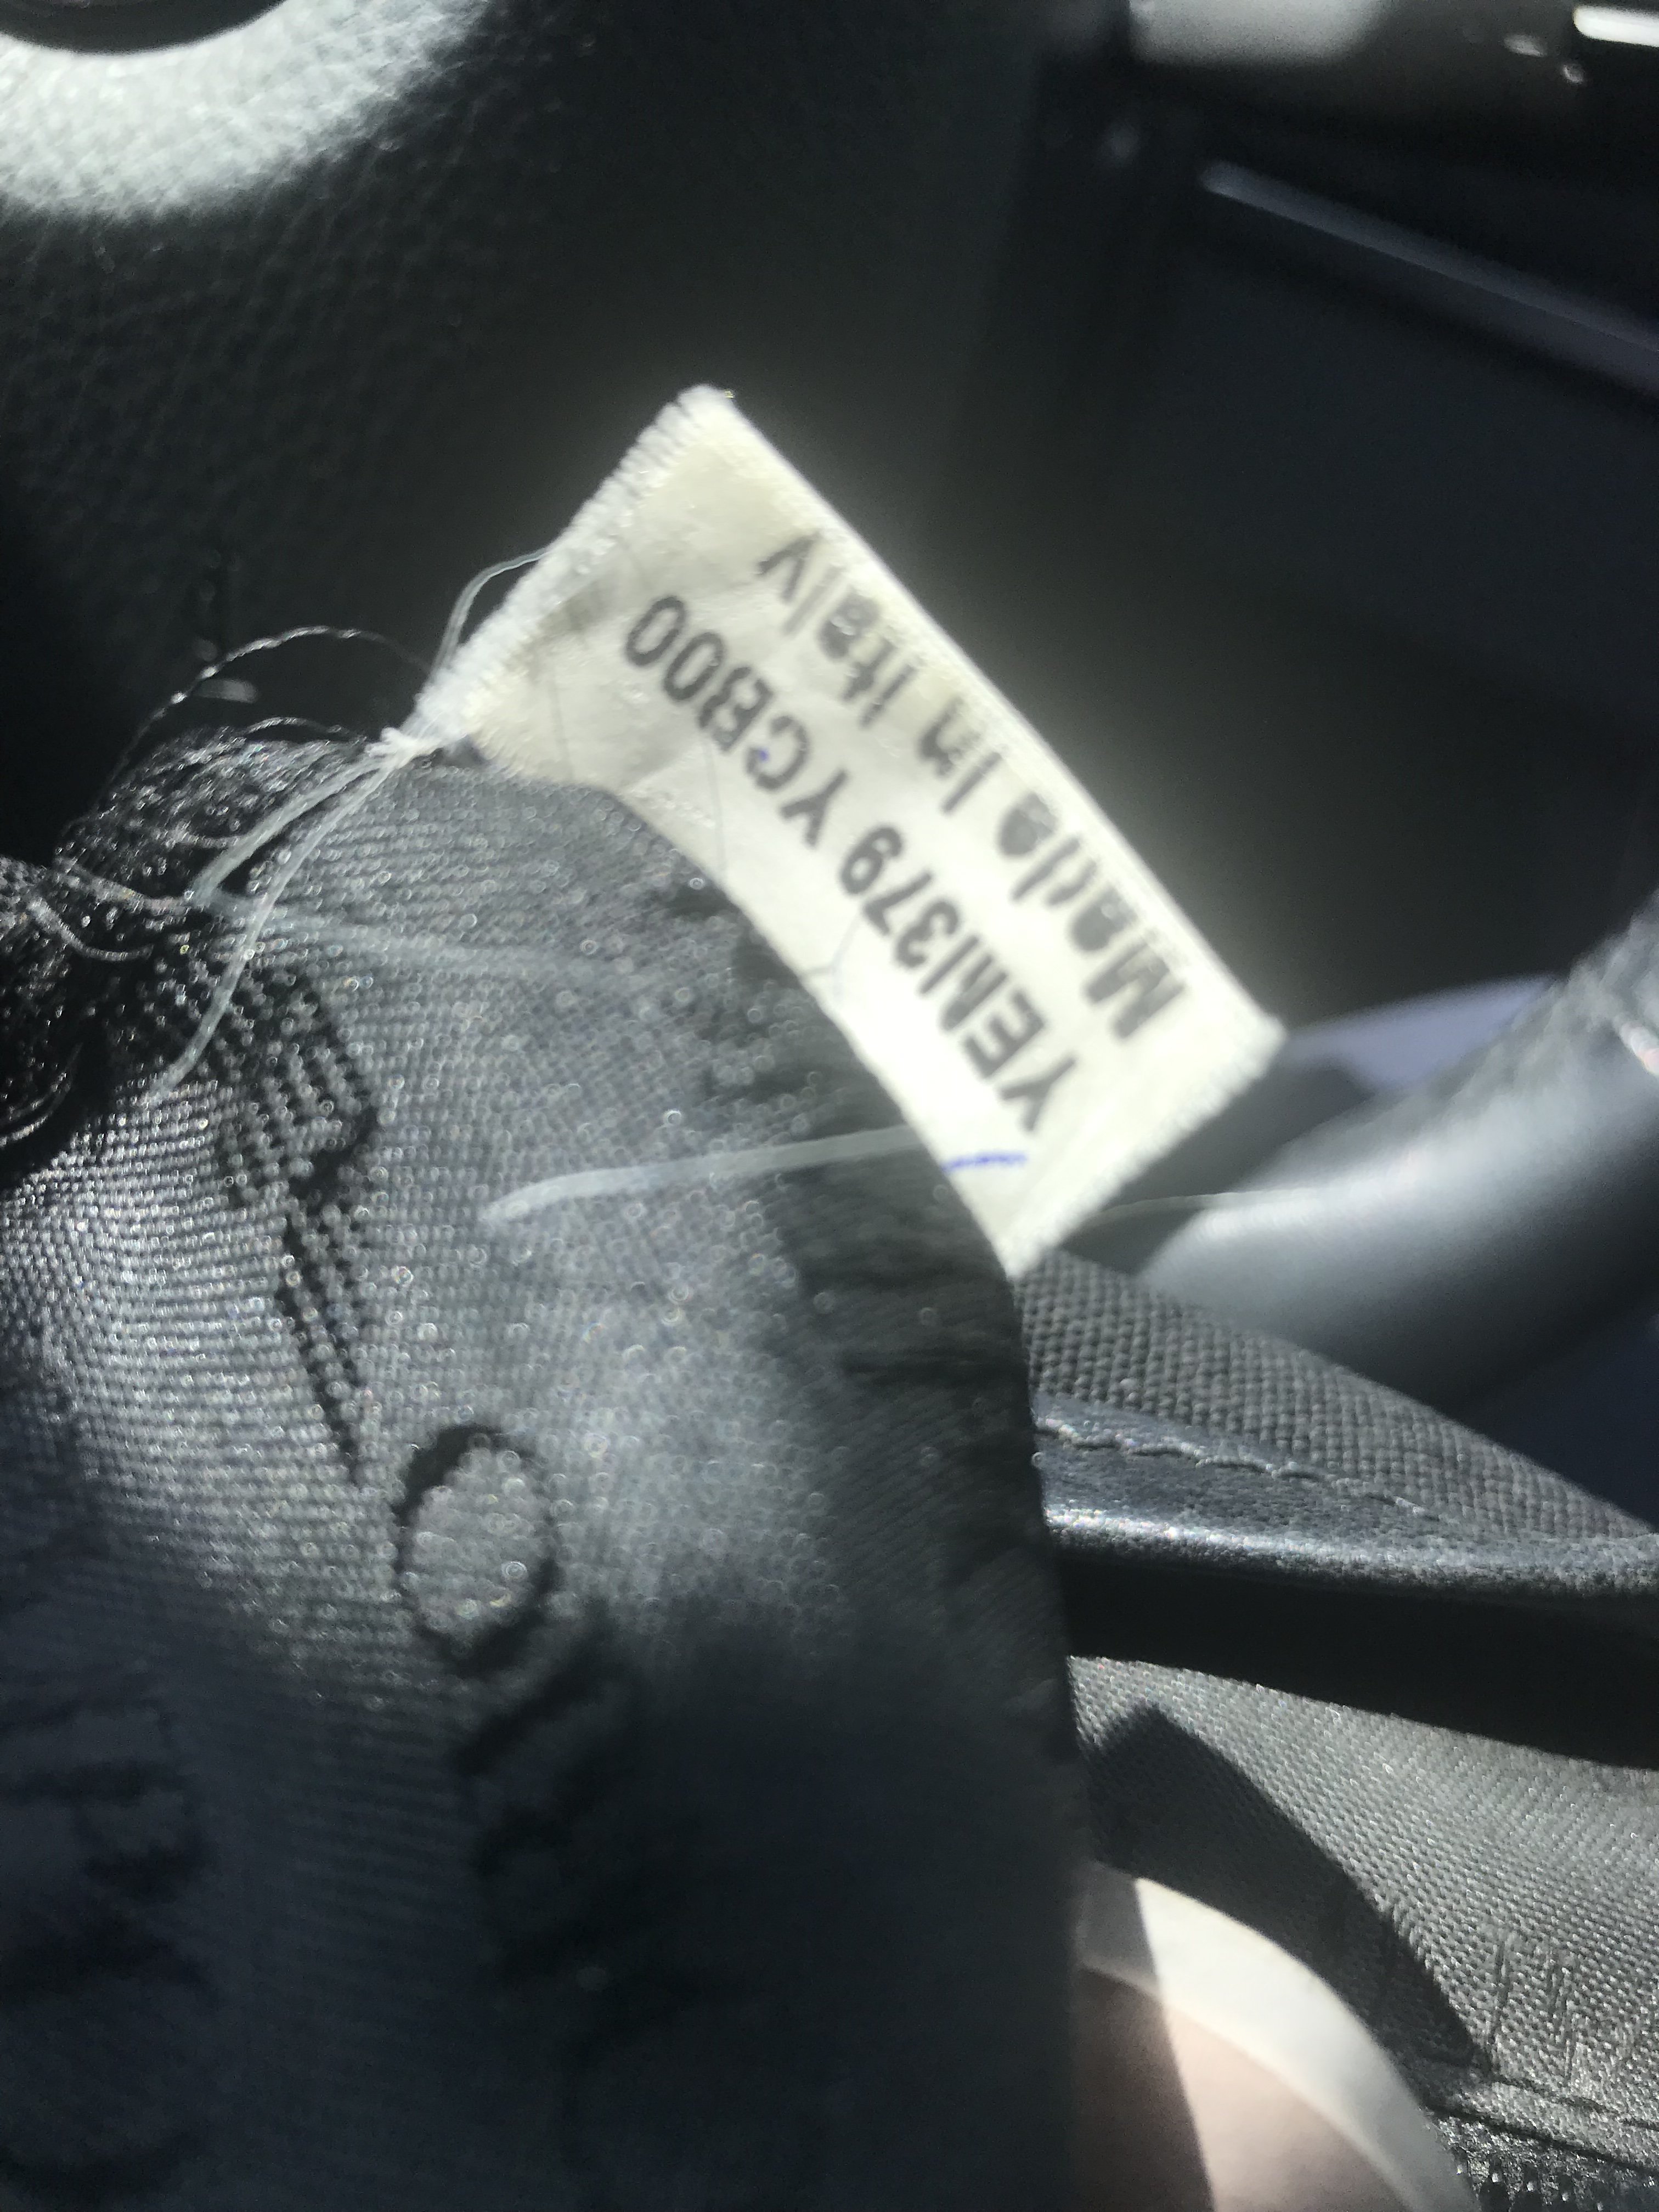 YEM379 YCB00
Made in Italy